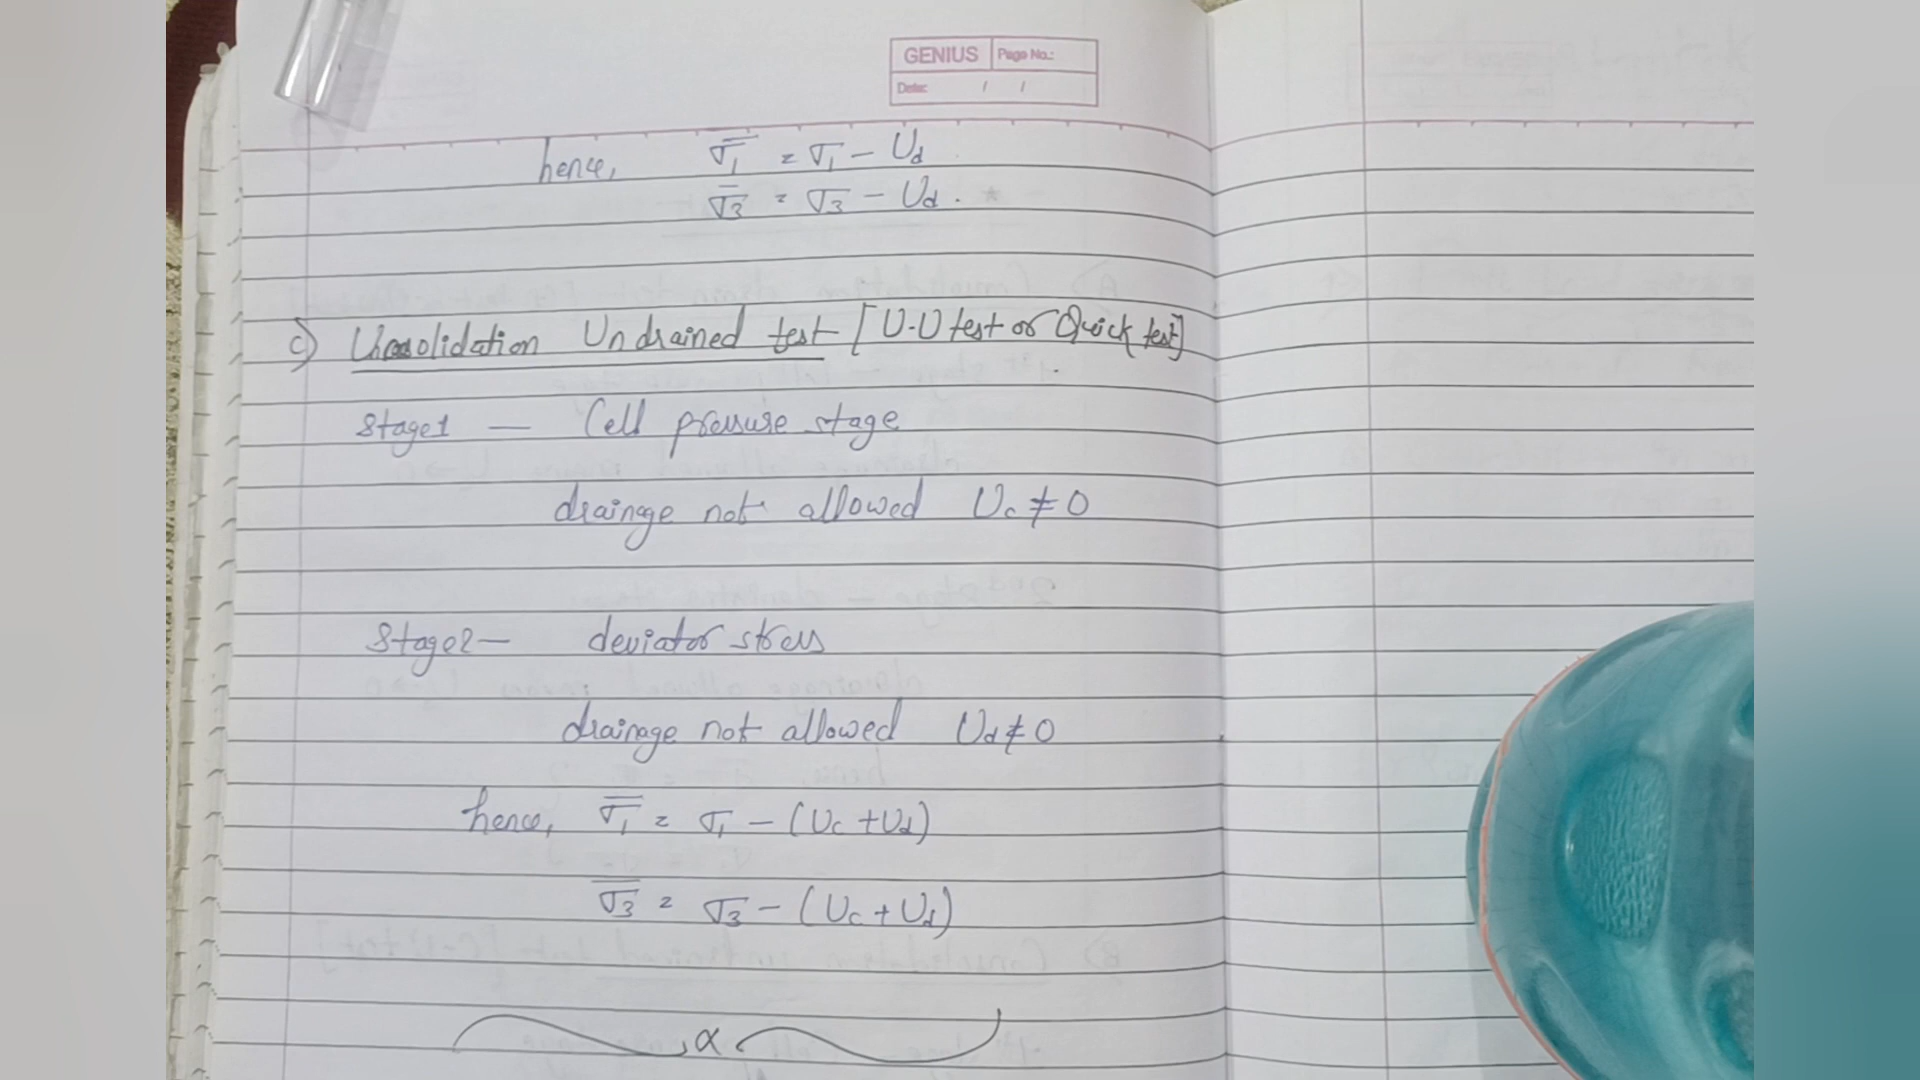 GENIUS Page No.:
Date: / /
hence, σ̅₁ = σ₁ - Ud
σ̅₃ = σ₃ - Ud.
c) Undrained test [U-U test or Quick test]
Stage1 — Cell pressure stage
drainage not allowed Uc ≠ 0
Stage2 — deviator stress
drainage not allowed Ud ≠ 0
hence, σ̅₁ = σ₁ - (Uc + Ud)
σ̅₃ = σ₃ - (Uc + Ud)